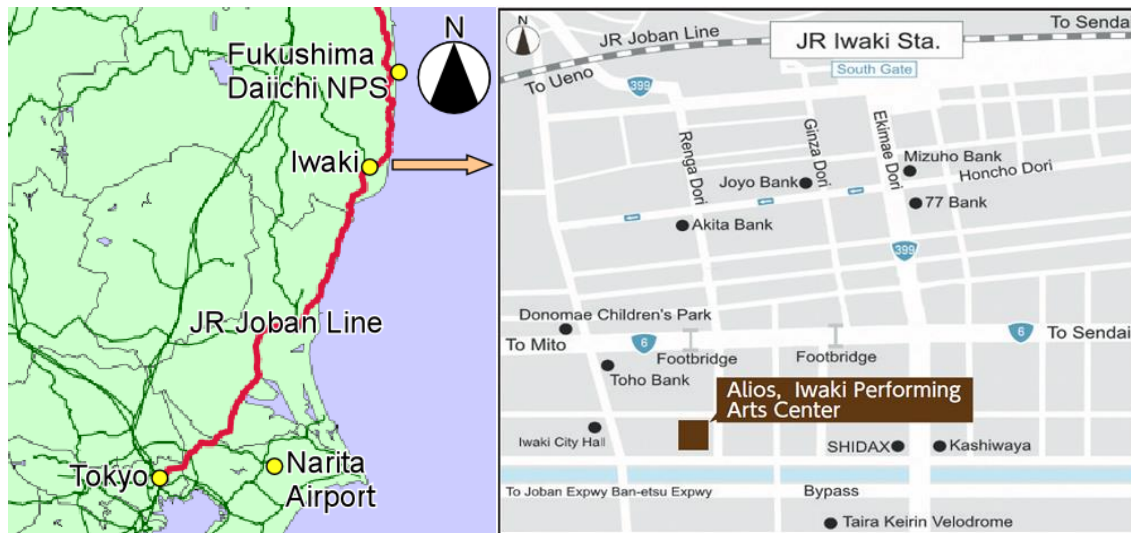 N
Fukushima
Daiichi NPS
Iwaki
JR Joban Line
Tokyo
Narita
Airport
N
JR Joban Line
To Ueno
JR Iwaki Sta.
To Sendai
South Gate
399
Renga Dori
Ginza Dori
Ekimae Dori
Mizuho Bank
Honcho Dori
Joyo Bank
77 Bank
Akita Bank
399
Donomae Children's Park
To Mito
6
Footbridge
Footbridge
6
To Sendai
Toho Bank
Alios, Iwaki Performing
Arts Center
Iwaki City Hall
SHIDAX
Kashiwaya
To Joban Expwy Ban-etsu Expwy
Bypass
Taira Keirin Velodrome